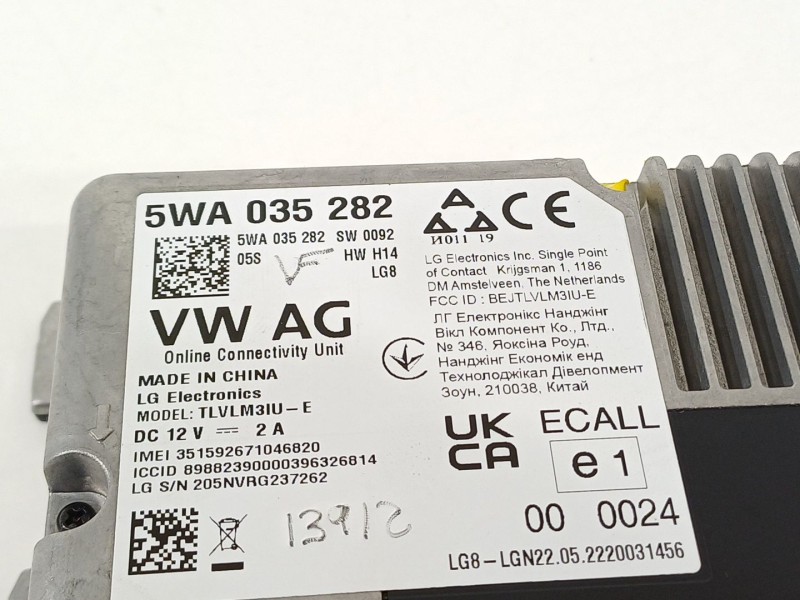 5WA 035 282
5WA 035 282 SW 0092
05S HW H14
LG8
VW AG
Online Connectivity Unit
MADE IN CHINA
LG Electronics
MODEL: TLVLM3IU-E
DC 12 V 2 A
IMEI 351592671046820
ICCID 89882390000396326814
LG S/N 205NVRG237262
13912
CE
И011 19
LG Electronics Inc. Single Point
of Contact Krijgsman 1, 1186
DM Amstelveen, The Netherlands
FCC ID : BEJTLVLM3IU-E
ЛГ Електронікс Нанджінг
Вікл Компонент Ко., Лтд.,
№ 346, Яоксіна Роуд,
Нанджінг Економік енд
Технолоджікал Дівелопмент
Зоун, 210038, Китай
UK
CA
ECALL
e1
00 0024
LG8-LGN22.05.2220031456